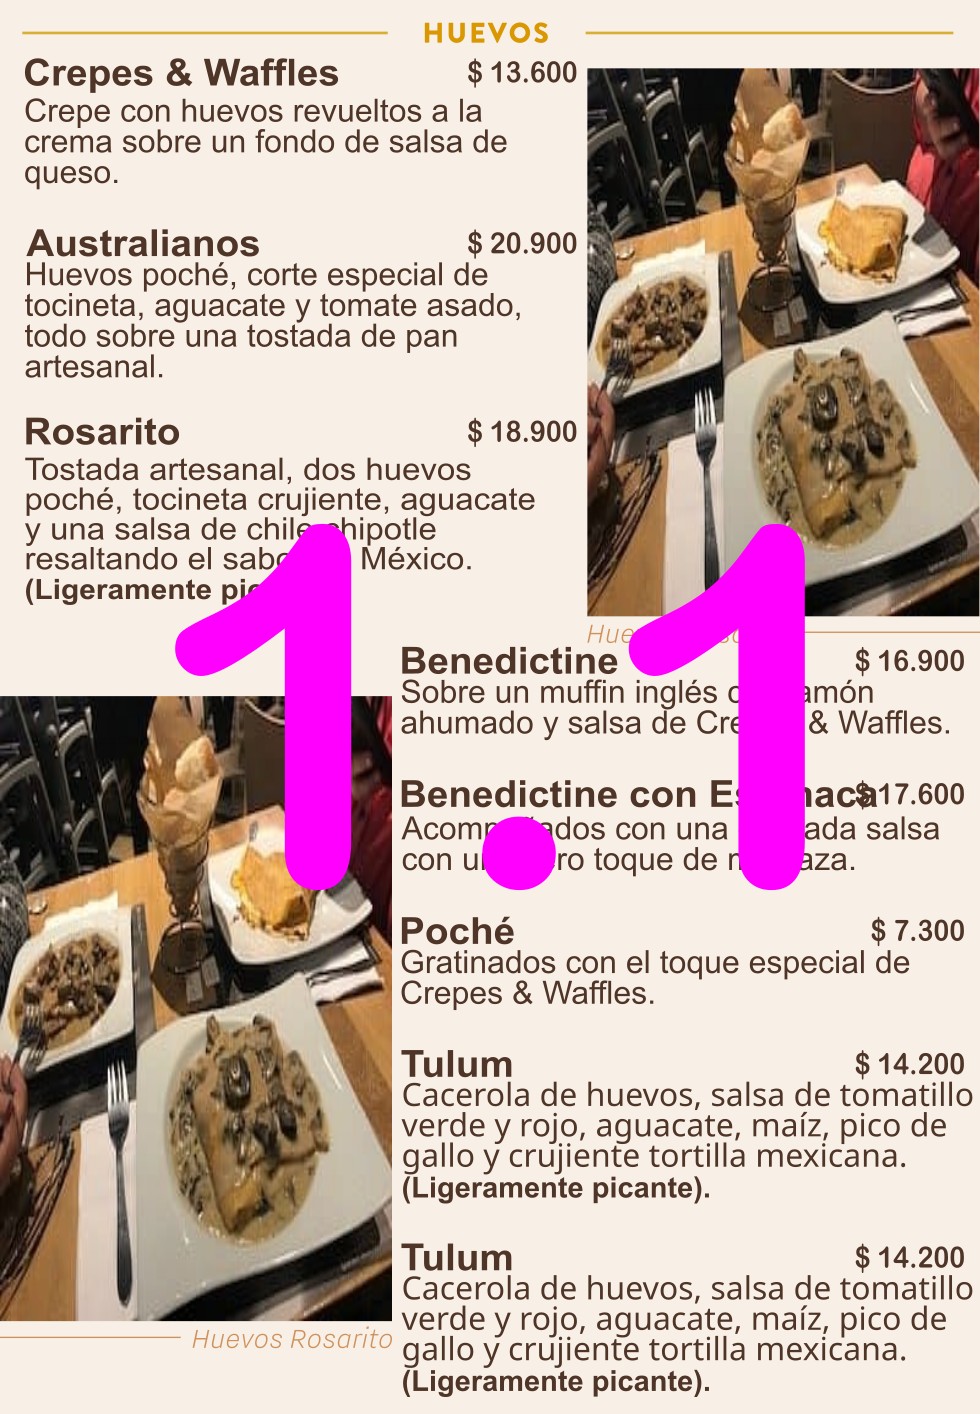 HUEVOS
Crepes & Waffles $ 13.600
Crepe con huevos revueltos a la
crema sobre un fondo de salsa de
queso.
Australianos $ 20.900
Huevos poché, corte especial de
tocineta, aguacate y tomate asado,
todo sobre una tostada de pan
artesanal.
Rosarito $ 18.900
Tostada artesanal, dos huevos
poché, tocineta crujiente, aguacate
y una salsa de chile chipotle
resaltando el México.
(Ligeramente
1.1
Benedictine $ 16.900
Sobre un muffin inglés
ahumado y salsa de & Waffles.
Benedictine con $ 17.600
con una salsa
con toque de
Poché $ 7.300
Gratinados con el toque especial de
Crepes & Waffles.
Tulum $ 14.200
Cacerola de huevos, salsa de tomatillo
verde y rojo, aguacate, maíz, pico de
gallo y crujiente tortilla mexicana.
(Ligeramente picante).
Tulum $ 14.200
Cacerola de huevos, salsa de tomatillo
verde y rojo, aguacate, maíz, pico de
gallo y crujiente tortilla mexicana.
(Ligeramente picante).
Huevos Rosarito